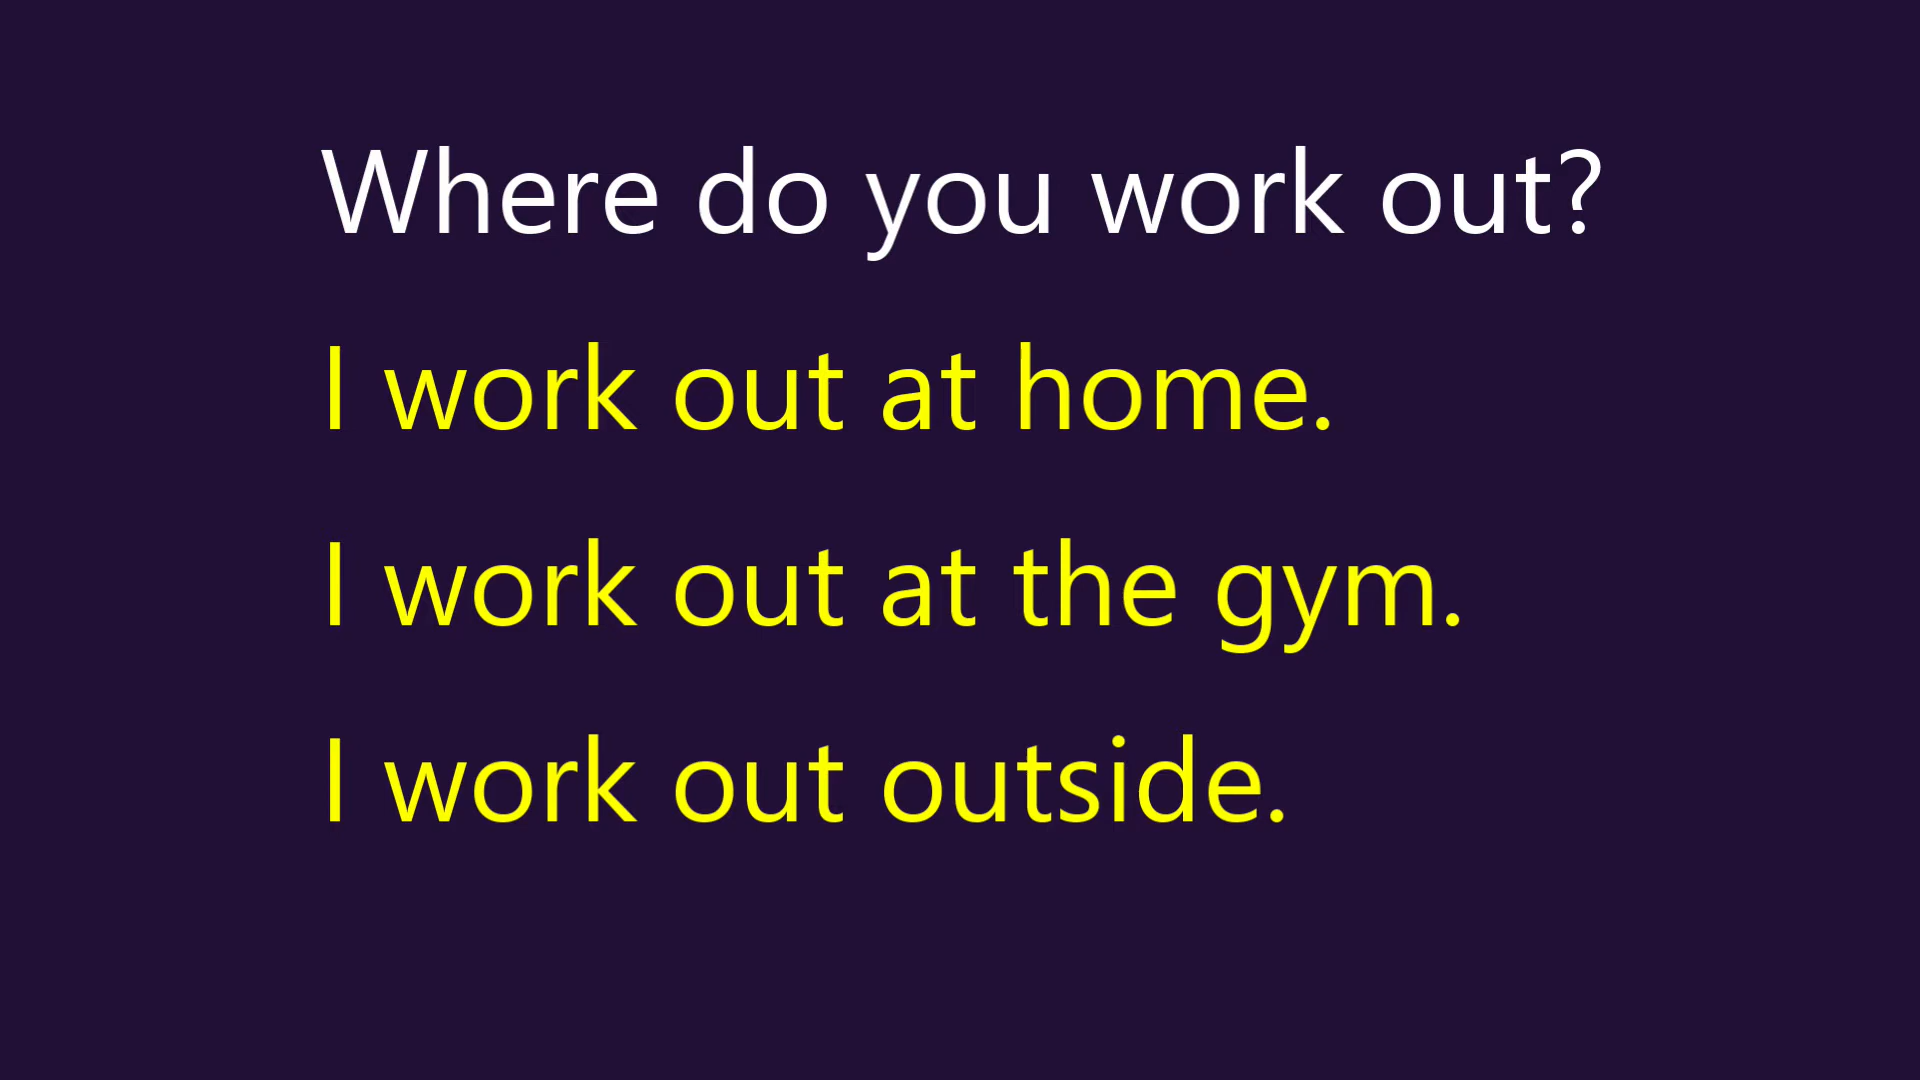 Where do you work out?
I work out at home.
I work out at the gym.
I work out outside.